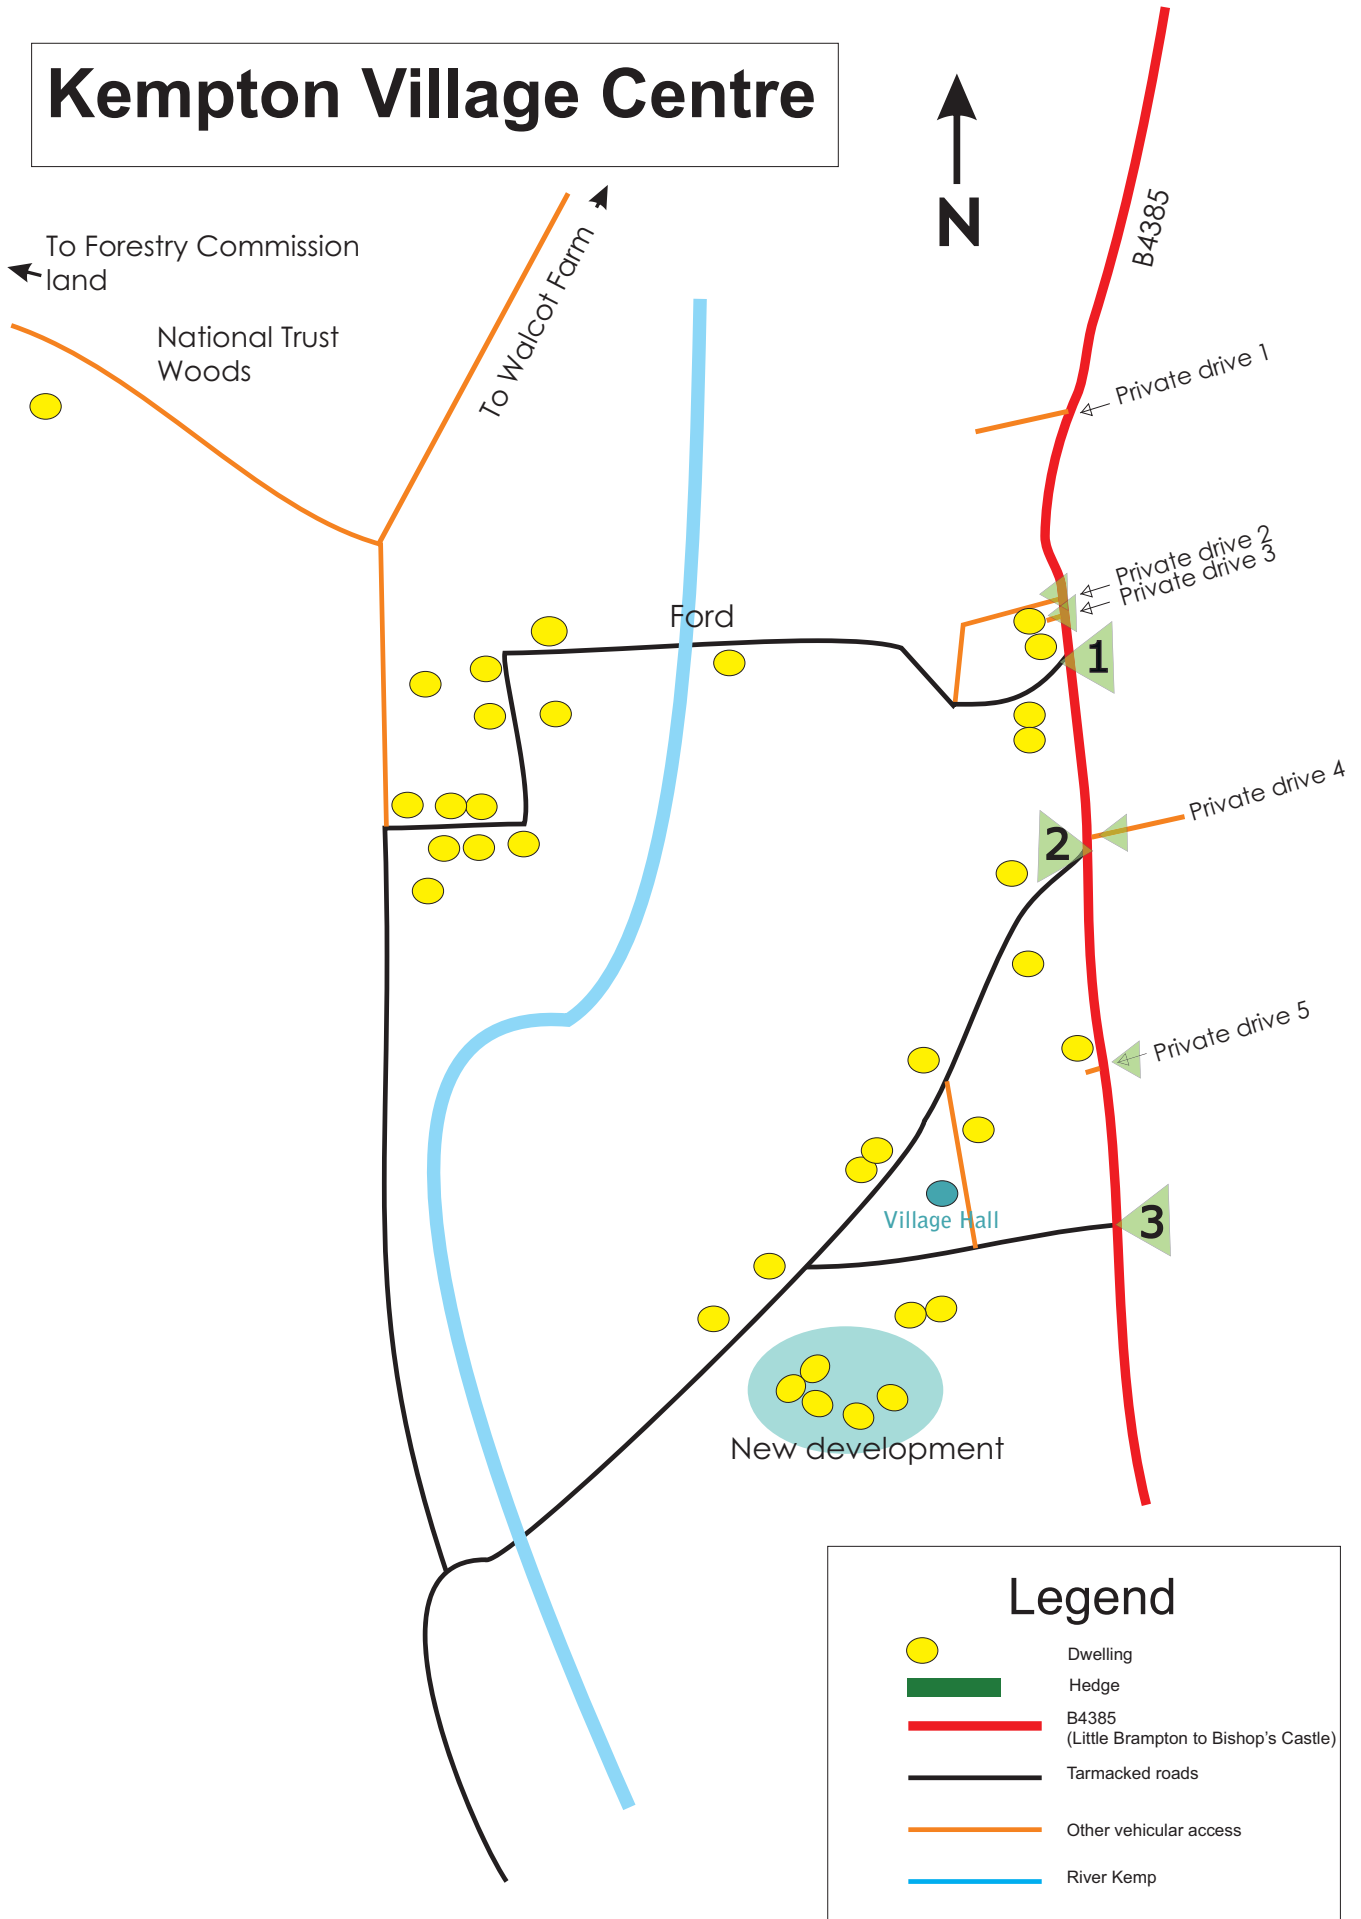 Kempton Village Centre
N
B4385
To Forestry Commission
land
National Trust
Woods
To Walcot Farm
Private drive 1
Private drive 2
Private drive 3
Ford
1
Private drive 4
2
Private drive 5
Village Hall
3
New development
Legend
Dwelling
Hedge
B4385
(Little Brampton to Bishop's Castle)
Tarmacked roads
Other vehicular access
River Kemp